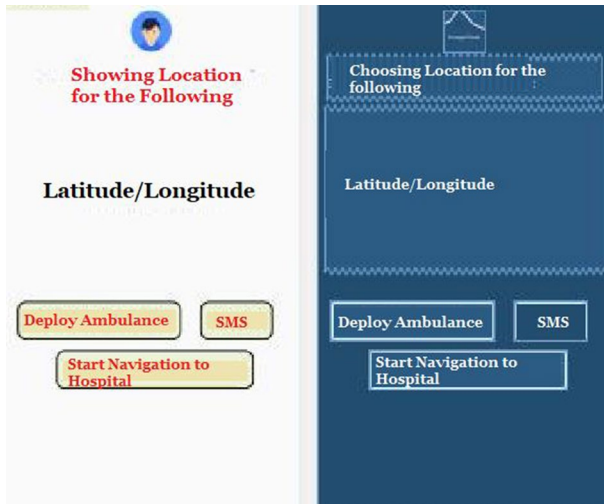 Showing Location
for the Following
Latitude/Longitude
Deploy Ambulance
SMS
Start Navigation to
Hospital
Choosing Location for the
following
Latitude/Longitude
Deploy Ambulance
SMS
Start Navigation to
Hospital